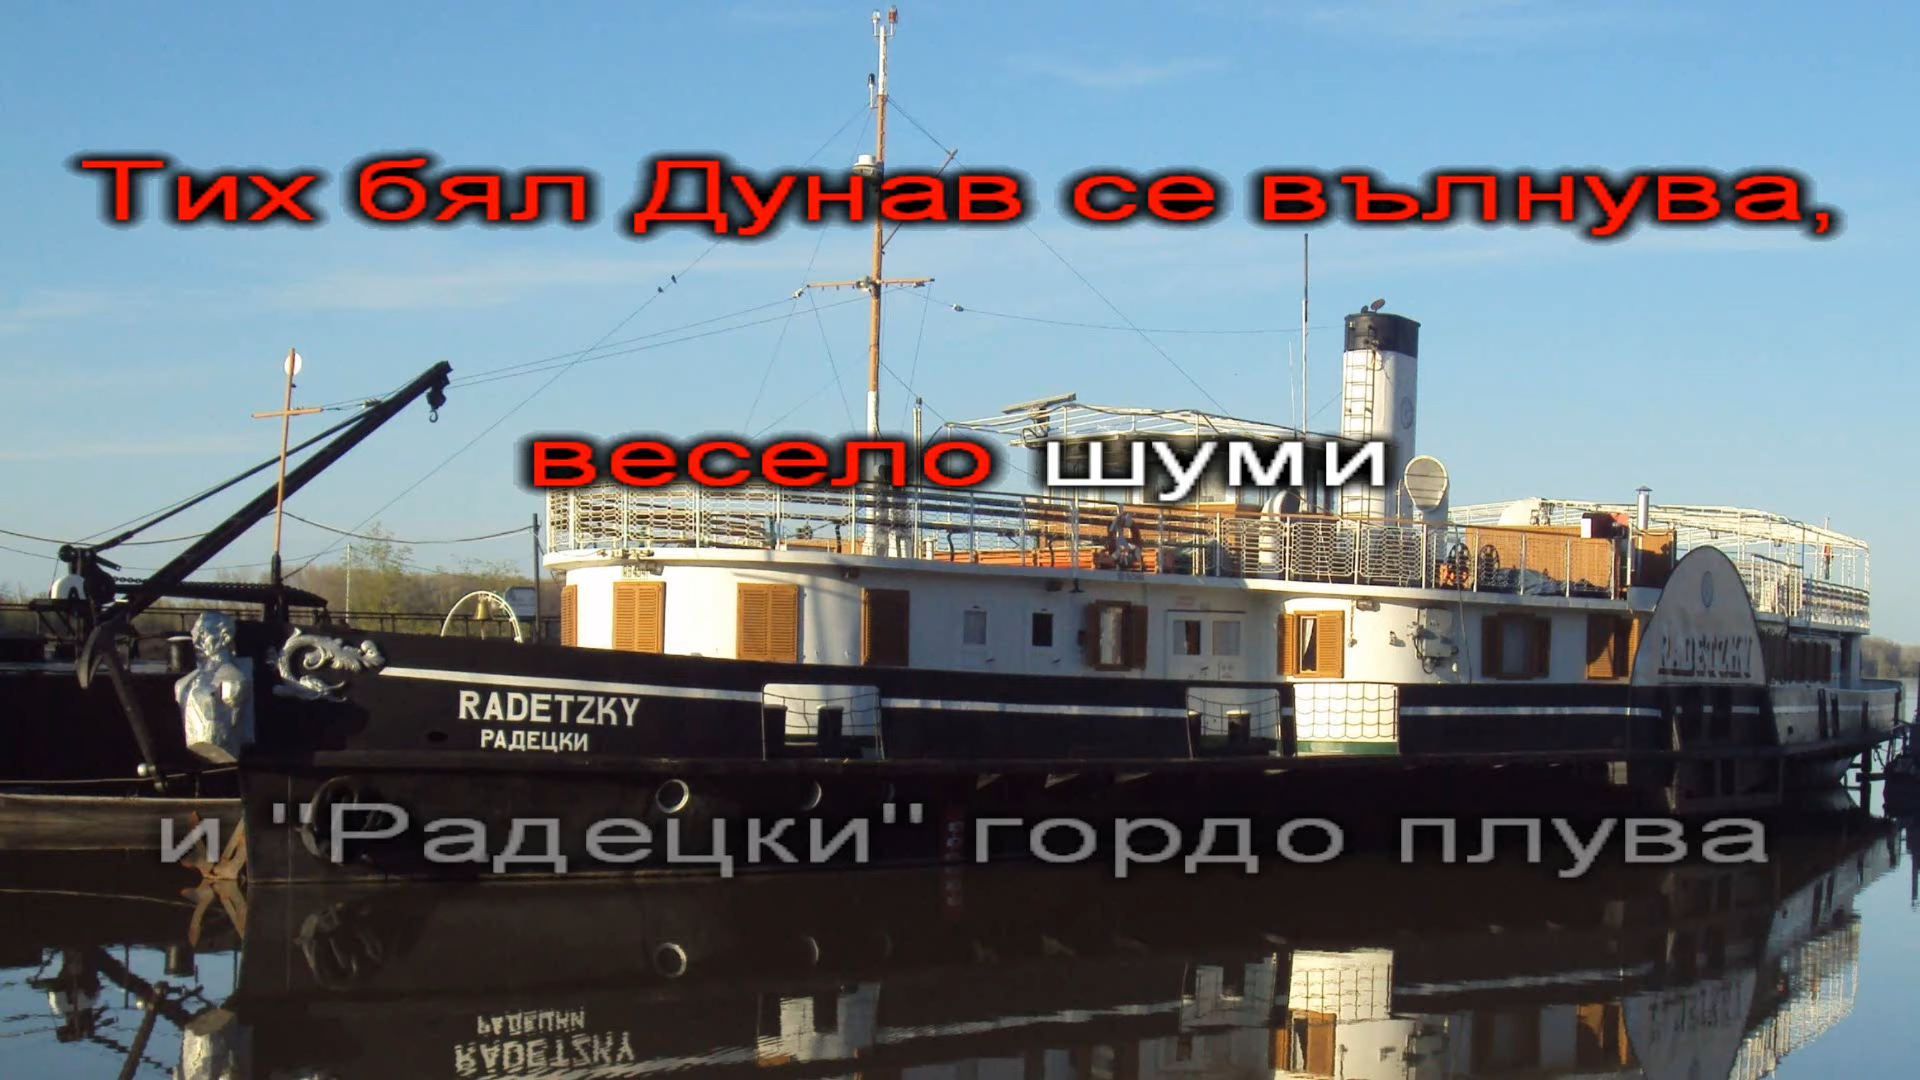 Тих бял Дунав се вълнува,
весело шуми
RADETZKY
РАДЕЦКИ
RADETZKY
и "Радецки" гордо плува